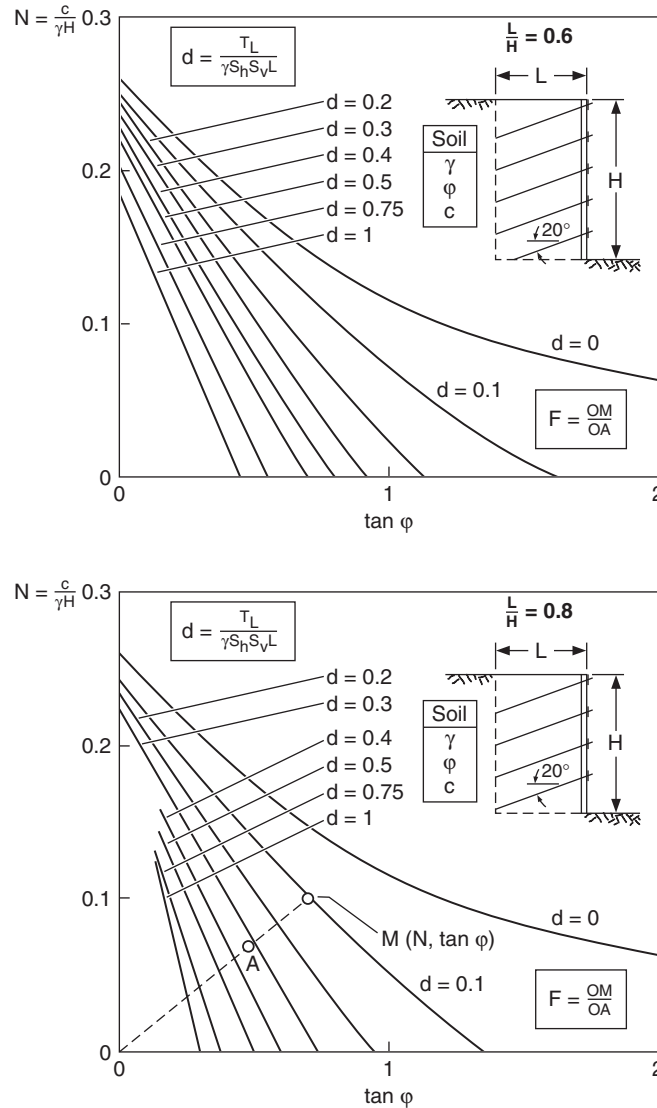 N = c/γH 0.3
d = T_L/γS_hS_vL
L/H = 0.6
L
d = 0.2
d = 0.3
d = 0.4
d = 0.5
d = 0.75
d = 1
Soil
γ
φ
c
H
20°
0.2
0.1
d = 0
d = 0.1
F = OM/OA
0
0
1
2
tan φ
N = c/γH 0.3
d = T_L/γS_hS_vL
L/H = 0.8
L
d = 0.2
d = 0.3
d = 0.4
d = 0.5
d = 0.75
d = 1
Soil
γ
φ
c
H
20°
0.2
0.1
M (N, tan φ)
A
d = 0
d = 0.1
F = OM/OA
0
0
1
2
tan φ